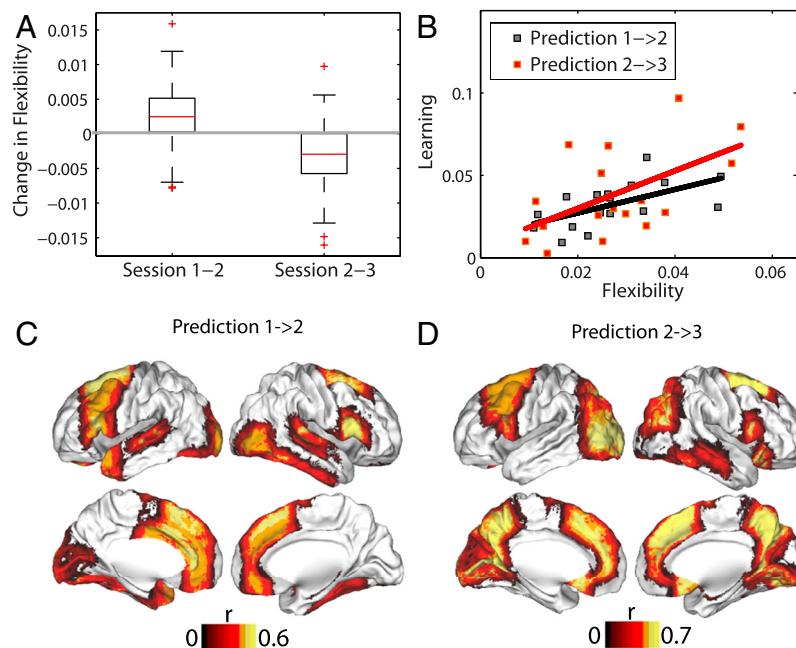 A
0.015
0.01
0.005
0
−0.005
−0.01
−0.015
Change in Flexibility
Session 1−2
Session 2−3
B
Prediction 1−>2
Prediction 2−>3
0.1
0.05
0
Learning
0
0.02
0.04
0.06
Flexibility
C
Prediction 1->2
r
0
0.6
D
Prediction 2->3
r
0
0.7